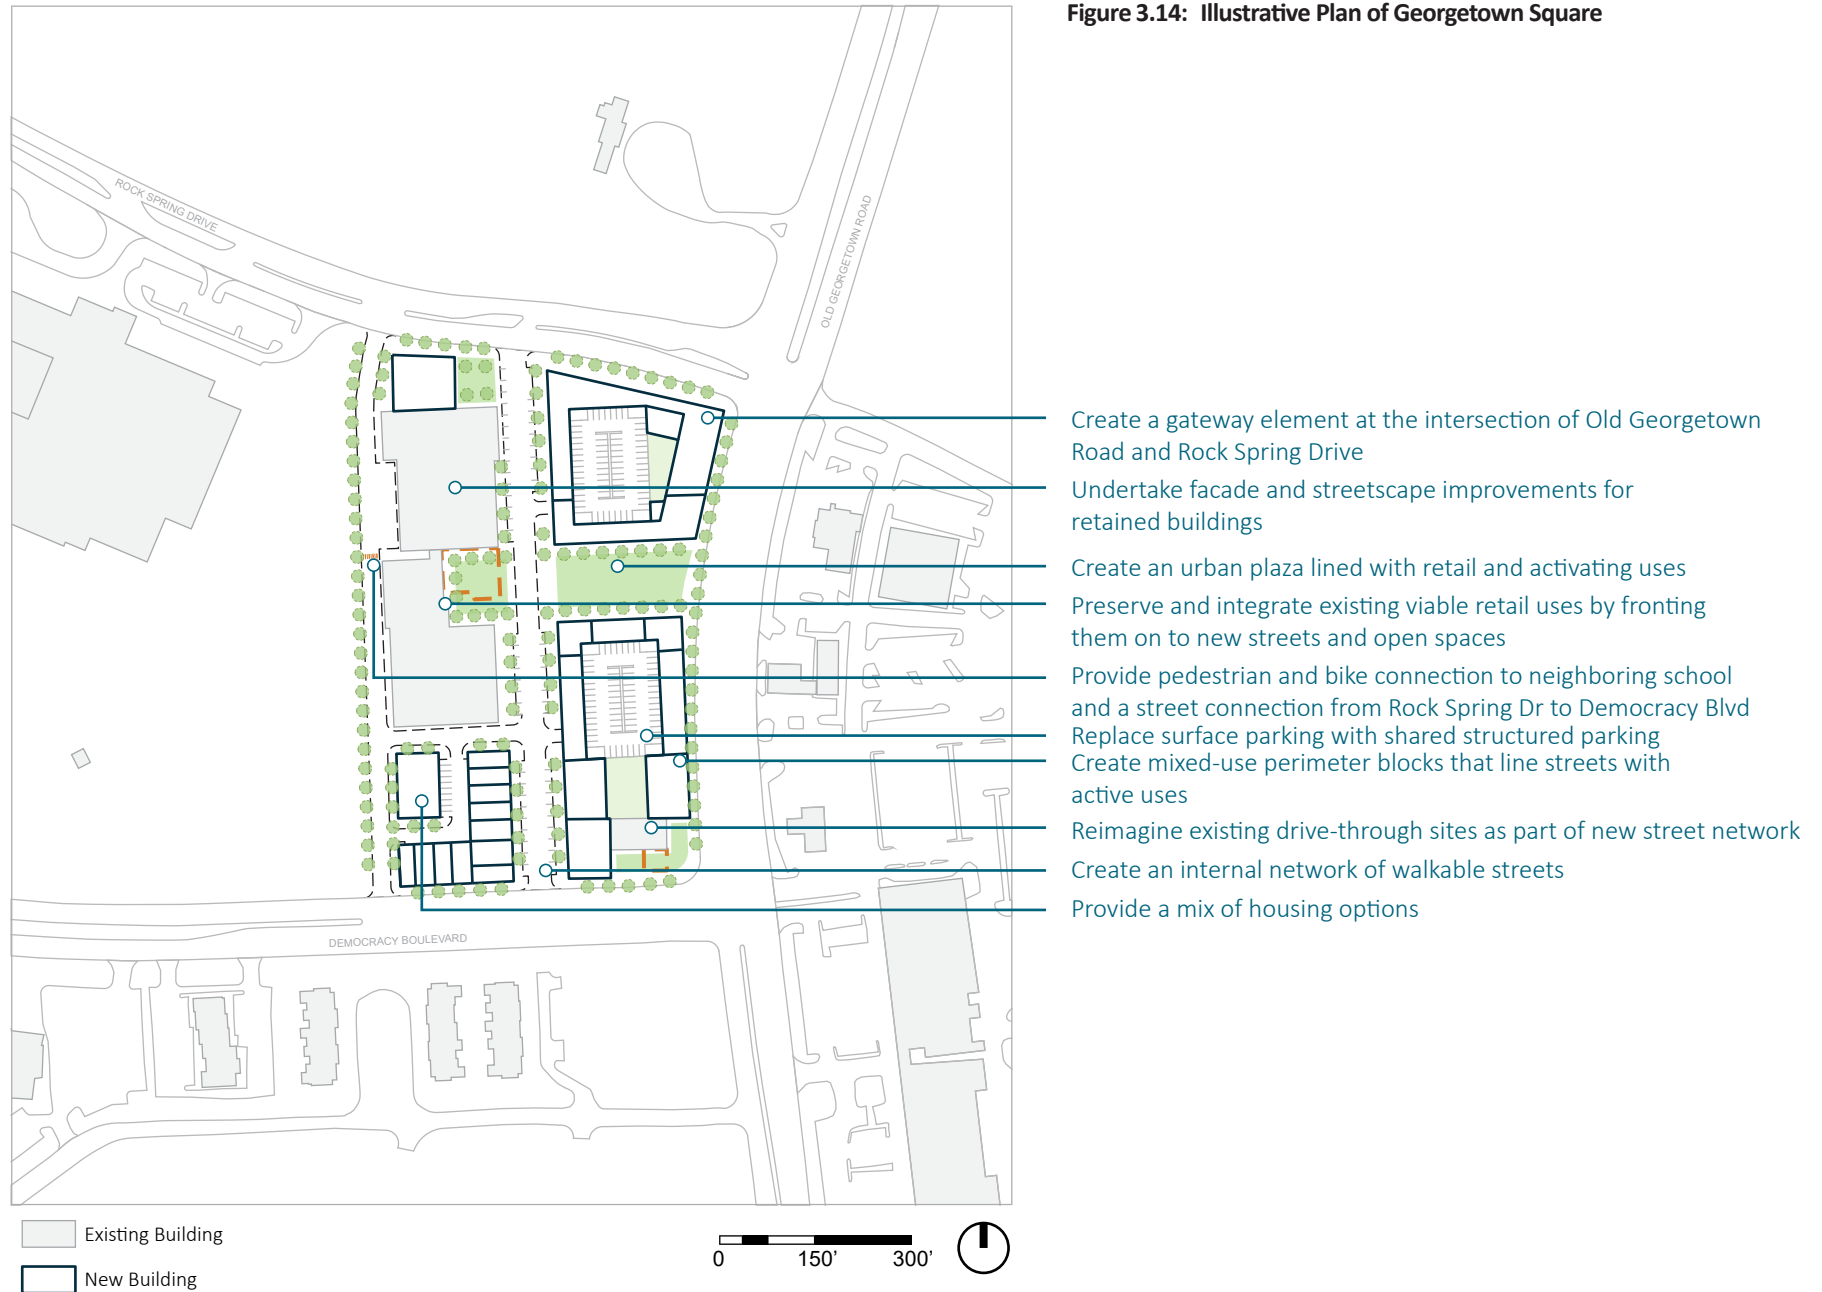 Figure 3.14: Illustrative Plan of Georgetown Square
ROCK SPRING DRIVE
OLD GEORGETOWN ROAD
Create a gateway element at the intersection of Old Georgetown
Road and Rock Spring Drive
Undertake facade and streetscape improvements for
retained buildings
Create an urban plaza lined with retail and activating uses
Preserve and integrate existing viable retail uses by fronting
them on to new streets and open spaces
Provide pedestrian and bike connection to neighboring school
and a street connection from Rock Spring Dr to Democracy Blvd
Replace surface parking with shared structured parking
Create mixed-use perimeter blocks that line streets with
active uses
Reimagine existing drive-through sites as part of new street network
Create an internal network of walkable streets
Provide a mix of housing options
DEMOCRACY BOULEVARD
Existing Building
New Building
0 150' 300'